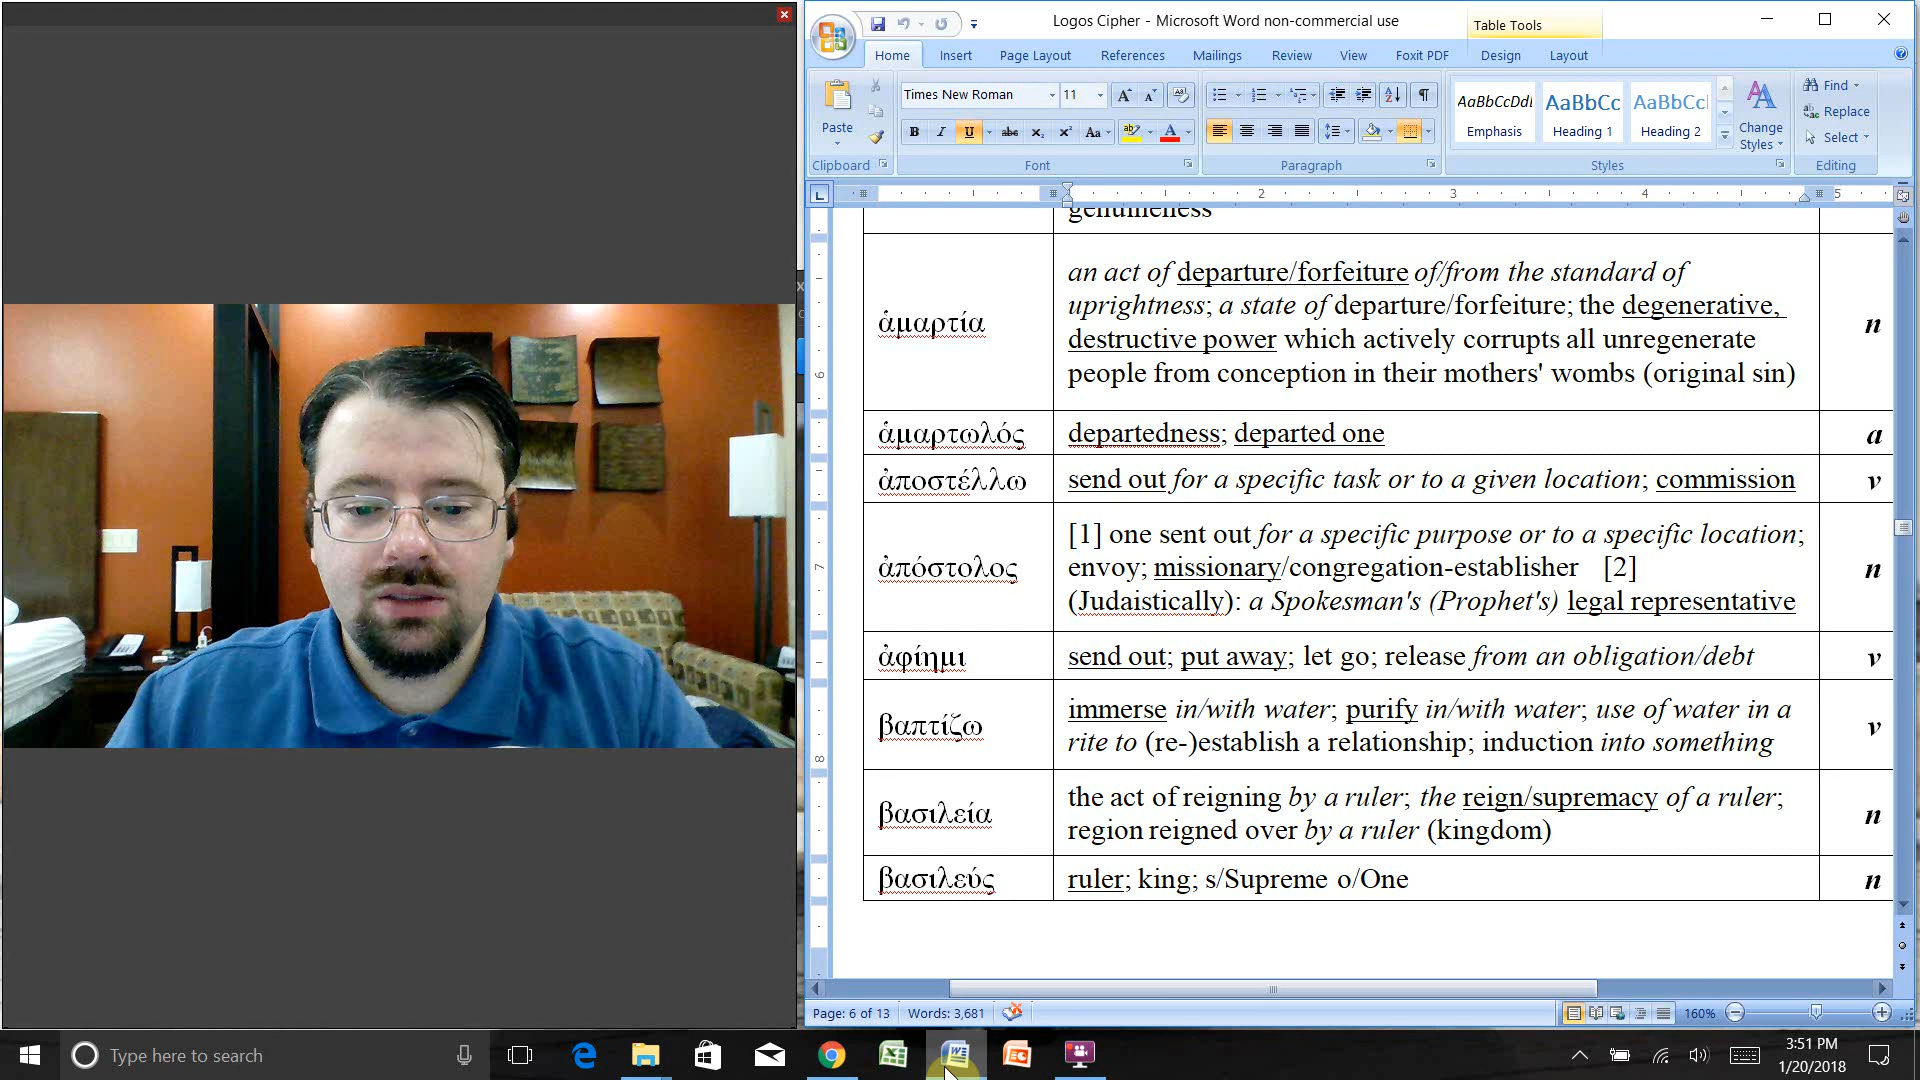 Logos Cipher - Microsoft Word non-commercial use
Table Tools
Home Insert Page Layout References Mailings Review View Foxit PDF Design Layout
Times New Roman 11
Paste
Clipboard
Font
Paragraph
AaBbCcDdI AaBbCc AaBbCcI
Emphasis Heading 1 Heading 2
Change Styles
Styles
Find
Replace
Select
Editing
2 3 4 5
genuineness
ἁμαρτία
an act of departure/forfeiture of/from the standard of
uprightness; a state of departure/forfeiture; the degenerative,
destructive power which actively corrupts all unregenerate
people from conception in their mothers' wombs (original sin)
n
ἁμαρτωλός departedness; departed one a
ἀποστέλλω send out for a specific task or to a given location; commission v
ἀπόστολος
[1] one sent out for a specific purpose or to a specific location;
envoy; missionary/congregation-establisher [2]
(Judaistically): a Spokesman's (Prophet's) legal representative
n
ἀφίημι send out; put away; let go; release from an obligation/debt v
βαπτίζω
immerse in/with water; purify in/with water; use of water in a
rite to (re-)establish a relationship; induction into something
v
βασιλεία
the act of reigning by a ruler; the reign/supremacy of a ruler;
region reigned over by a ruler (kingdom)
n
βασιλεύς ruler; king; s/Supreme o/One n
6
7
8
Page: 6 of 13 Words: 3,681 160%
Type here to search
3:51 PM
1/20/2018